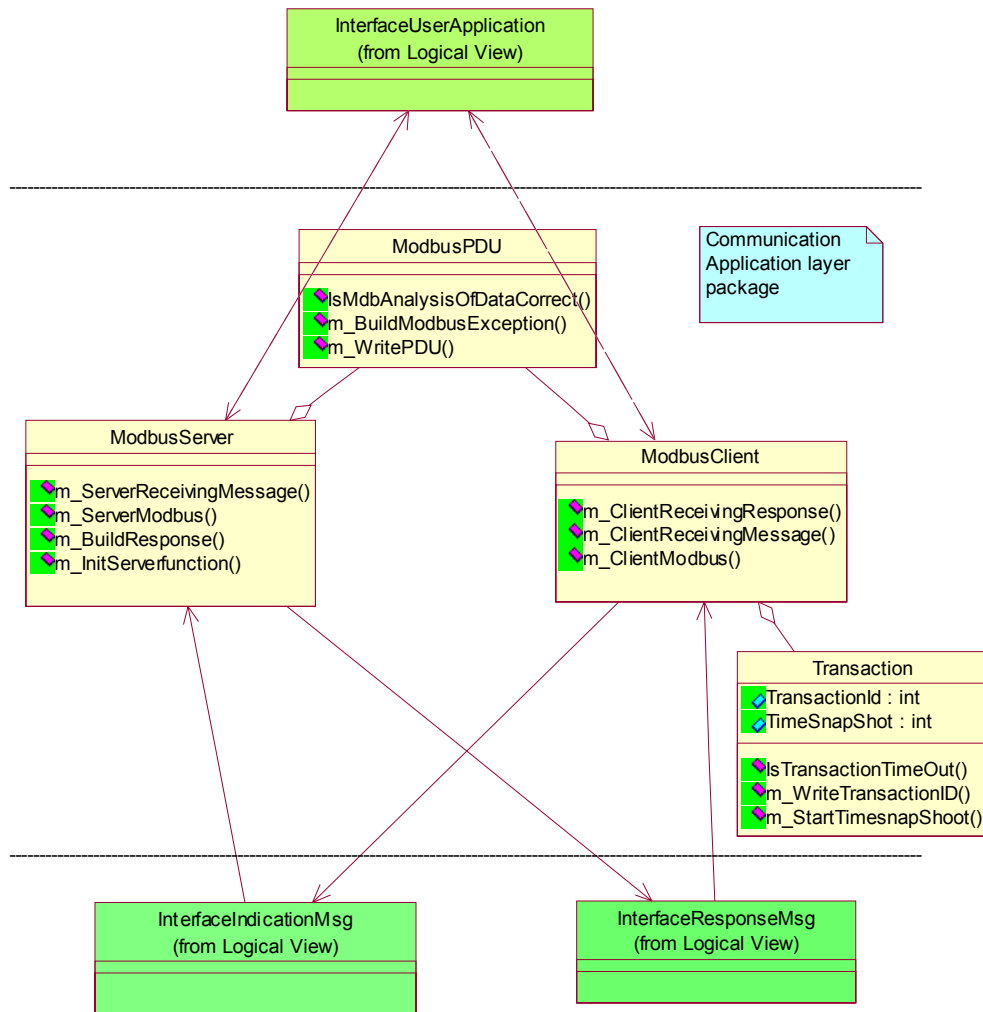 InterfaceUserApplication
(from Logical View)
ModbusPDU
IsMdbAnalysisOfDataCorrect()
m_BuildModbusException()
m_WritePDU()
Communication
Application layer
package
ModbusServer
m_ServerReceivingMessage()
m_ServerModbus()
m_BuildResponse()
m_InitServerfunction()
ModbusClient
m_ClientReceivingResponse()
m_ClientReceivingMessage()
m_ClientModbus()
Transaction
TransactionId : int
TimeSnapShot : int
IsTransactionTimeOut()
m_WriteTransactionID()
m_StartTimesnapShoot()
InterfaceIndicationMsg
(from Logical View)
InterfaceResponseMsg
(from Logical View)